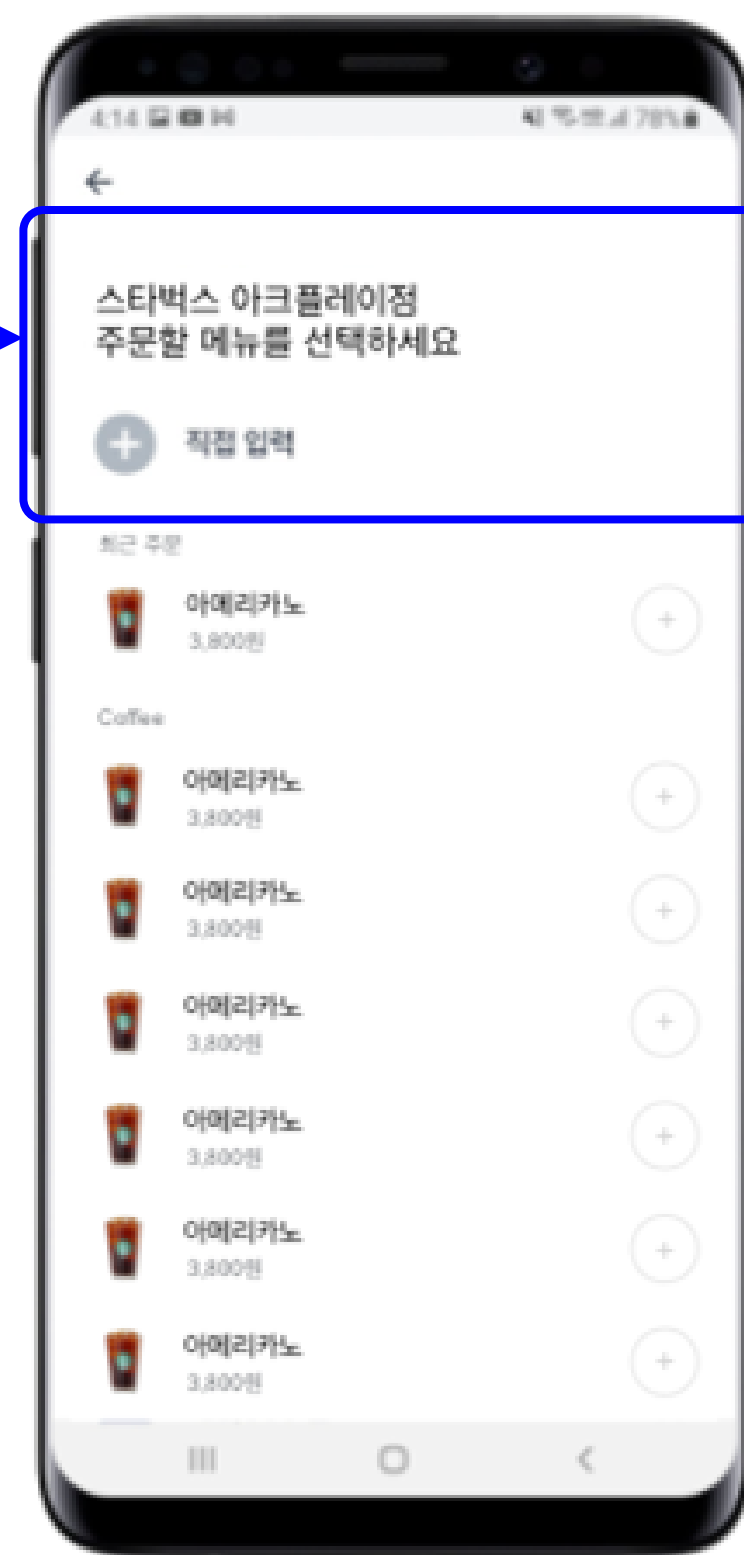 4:14 78%
스타벅스 아크플레이점
주문할 메뉴를 선택하세요
직접 입력
최근 주문
아메리카노
3,800원
Coffee
아메리카노
3,800원
아메리카노
3,800원
아메리카노
3,800원
아메리카노
3,800원
아메리카노
3,800원
아메리카노
3,800원